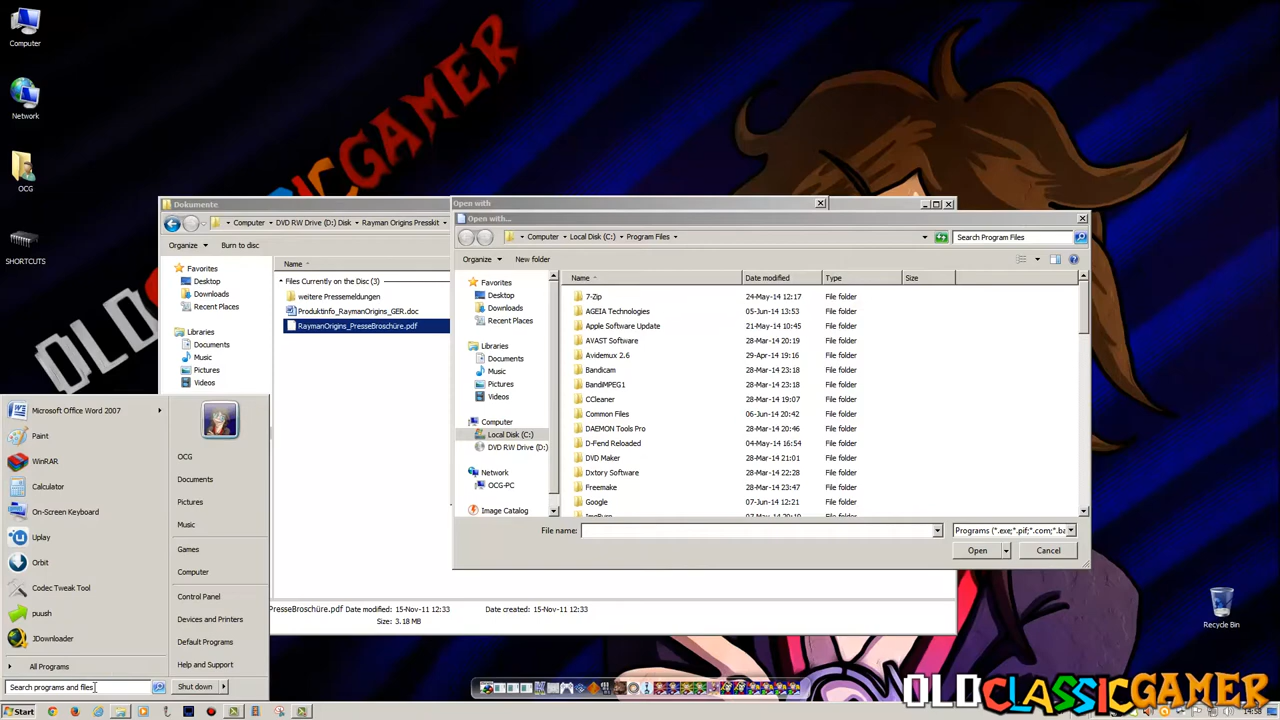 Computer
Network
OCG
SHORTCUTS
OLDCLASSICGAMER
Dokumente
Computer ▸ DVD RW Drive (D:) Disk ▸ Rayman Origins Presskit
Organize
Burn to disc
Favorites
Desktop
Downloads
Recent Places
Libraries
Documents
Music
Pictures
Videos
Name
Files Currently on the Disc (3)
weitere Pressemeldungen
Produktinfo_RaymanOrigins_GER.doc
RaymanOrigins_PresseBroschüre.pdf
PresseBroschüre.pdf Date modified: 15-Nov-11 12:33 Date created: 15-Nov-11 12:33
Size: 3.18 MB
Open with
Open with...
Computer ▸ Local Disk (C:) ▸ Program Files
Search Program Files
Organize
New folder
Favorites
Desktop
Downloads
Recent Places
Libraries
Documents
Music
Pictures
Videos
Computer
Local Disk (C:)
DVD RW Drive (D:)
Network
OCG-PC
Image Catalog
Name Date modified Type Size
7-Zip 24-May-14 12:17 File folder
AGEIA Technologies 05-Jun-14 13:53 File folder
Apple Software Update 21-May-14 10:45 File folder
AVAST Software 28-Mar-14 20:19 File folder
Avidemux 2.6 29-Apr-14 19:16 File folder
Bandicam 28-Mar-14 23:18 File folder
BandiMPEG1 28-Mar-14 23:18 File folder
CCleaner 28-Mar-14 19:07 File folder
Common Files 06-Jun-14 20:42 File folder
DAEMON Tools Pro 28-Mar-14 20:46 File folder
D-Fend Reloaded 04-May-14 16:54 File folder
DVD Maker 28-Mar-14 21:01 File folder
Dxtory Software 28-Mar-14 22:28 File folder
Freemake 28-Mar-14 23:47 File folder
Google 07-Jun-14 12:21 File folder
File name:
Programs (*.exe;*.pif;*.com;*.ba
Open
Cancel
Microsoft Office Word 2007
Paint
WinRAR
Calculator
On-Screen Keyboard
Uplay
Orbit
Codec Tweak Tool
puush
JDownloader
All Programs
Search programs and files
OCG
Documents
Pictures
Music
Games
Computer
Control Panel
Devices and Printers
Default Programs
Help and Support
Shut down
Start
Recycle Bin
OLDCLASSICGAMER